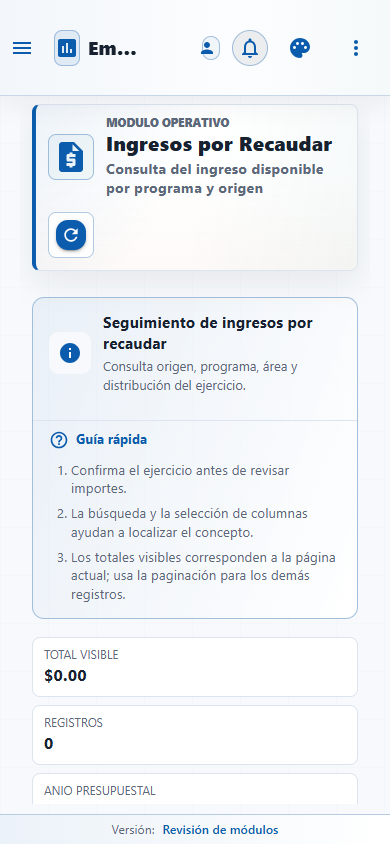 Em...
MODULO OPERATIVO
Ingresos por Recaudar
Consulta del ingreso disponible
por programa y origen
Seguimiento de ingresos por
recaudar
Consulta origen, programa, área y
distribución del ejercicio.
Guía rápida
1. Confirma el ejercicio antes de revisar
importes.
2. La búsqueda y la selección de columnas
ayudan a localizar el concepto.
3. Los totales visibles corresponden a la página
actual; usa la paginación para los demás
registros.
TOTAL VISIBLE
$0.00
REGISTROS
0
ANIO PRESUPUESTAL
Versión: Revisión de módulos